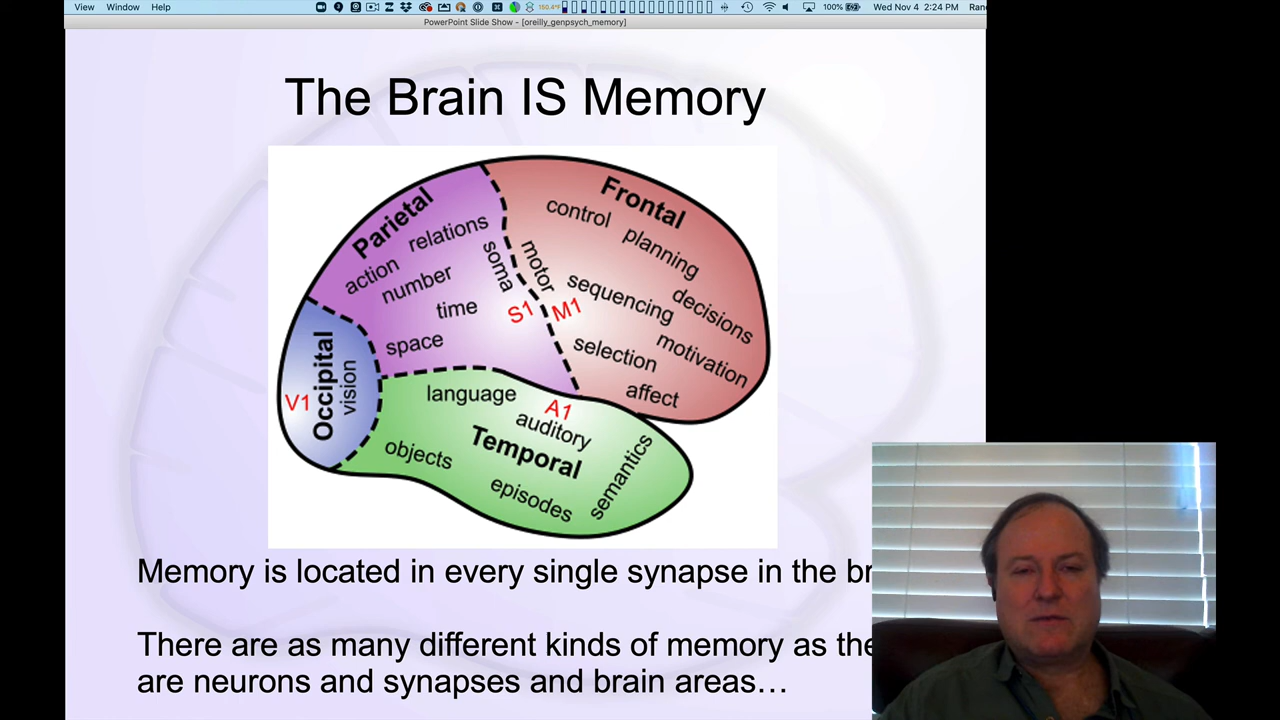 View Window Help 150.4°F 100% Wed Nov 4 2:24 PM Rand
PowerPoint Slide Show - [oreilly_genpsych_memory]
The Brain IS Memory
Parietal
relations
action
number
time
space
soma
S1
Frontal
control
planning
motor
M1
sequencing
decisions
selection
motivation
affect
Occipital
vision
V1
language
A1
auditory
Temporal
objects
episodes
semantics
Memory is located in every single synapse in the br
There are as many different kinds of memory as the
are neurons and synapses and brain areas…